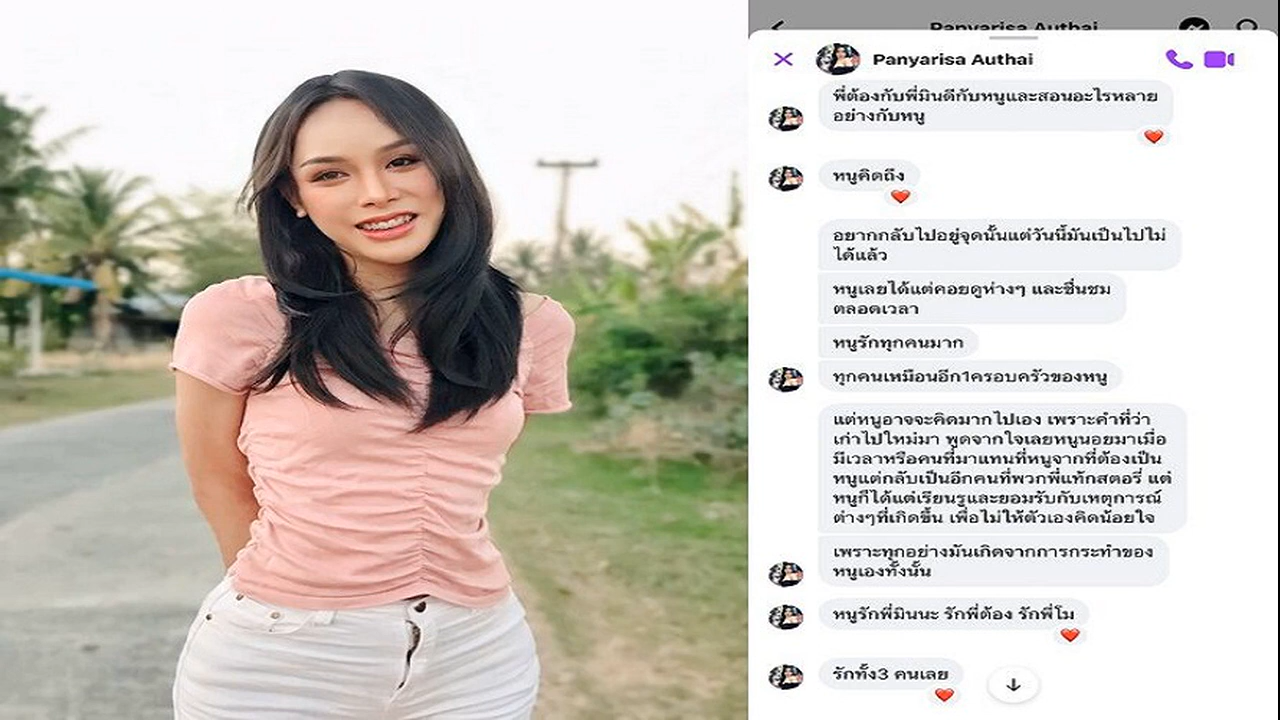 Panyarisa Authai
Panyarisa Authai
พี่ต้องกับพี่มินดีกับหนูและสอนอะไรหลาย
อย่างกับหนู
หนูคิดถึง
อยากกลับไปอยู่จุดนั้นแต่วันนี้มันเป็นไปไม่
ได้แล้ว
หนูเลยได้แต่คอยดูห่างๆ และชื่นชม
ตลอดเวลา
หนูรักทุกคนมาก
ทุกคนเหมือนอีก1ครอบครัวของหนู
แต่หนูอาจจะคิดมากไปเอง เพราะคำที่ว่า
เก่าไปใหม่มา พูดจากใจเลยหนูนอยมาเมื่อ
มีเวลาหรือคนที่มาแทนที่หนูจากที่ต้องเป็น
หนูแต่กลับเป็นอีกคนที่พวกพี่แท้กสตอรี่ แต่
หนูก็ได้แต่เรียนรูและยอมรับกับเหตุการณ์
ต่างๆที่เกิดขึ้น เพื่อไม่ให้ตัวเองคิดน้อยใจ
เพราะทุกอย่างมันเกิดจากการกระทำของ
หนูเองทั้งนั้น
หนูรักพี่มินนะ รักพี่ต้อง รักพี่โม
รักทั้ง3 คนเลย